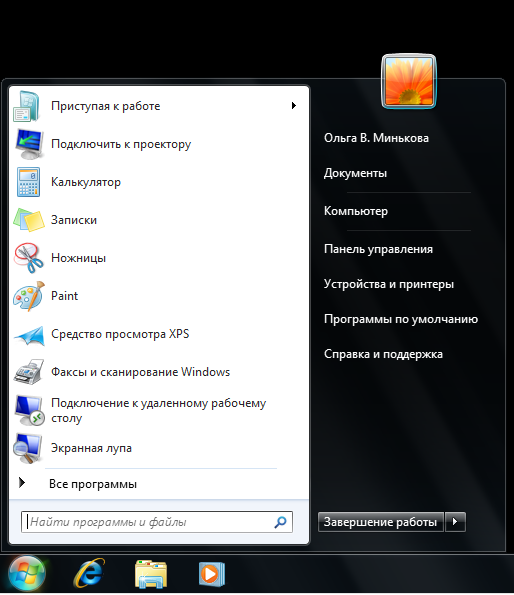 Приступая к работе
Подключить к проектору
Калькулятор
Записки
Ножницы
Paint
Средство просмотра XPS
Факсы и сканирование Windows
Подключение к удаленному рабочему
столу
Экранная лупа
Все программы
Найти программы и файлы
Ольга В. Минькова
Документы
Компьютер
Панель управления
Устройства и принтеры
Программы по умолчанию
Справка и поддержка
Завершение работы